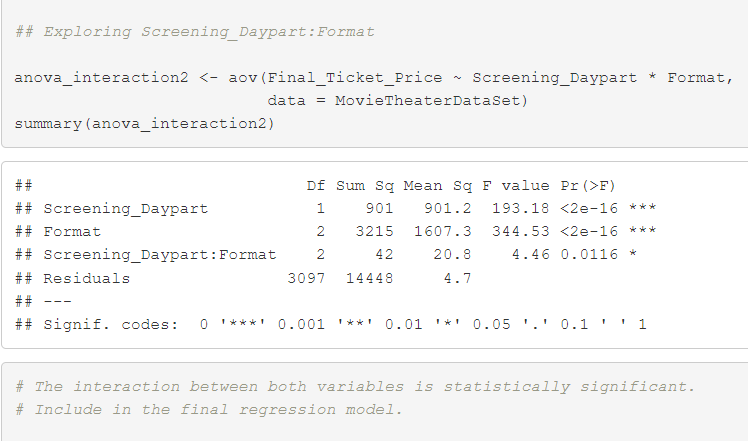 ## Exploring Screening_Daypart:Format
anova_interaction2 <- aov(Final_Ticket_Price ~ Screening_Daypart * Format,
                          data = MovieTheaterDataSet)
summary(anova_interaction2)
##                            Df Sum Sq Mean Sq F value Pr(>F)
## Screening_Daypart           1    901   901.2  193.18 <2e-16 ***
## Format                      2   3215  1607.3  344.53 <2e-16 ***
## Screening_Daypart:Format    2     42    20.8    4.46 0.0116 *
## Residuals                3097  14448     4.7
## ---
## Signif. codes:  0 '***' 0.001 '**' 0.01 '*' 0.05 '.' 0.1 ' ' 1
# The interaction between both variables is statistically significant.
# Include in the final regression model.